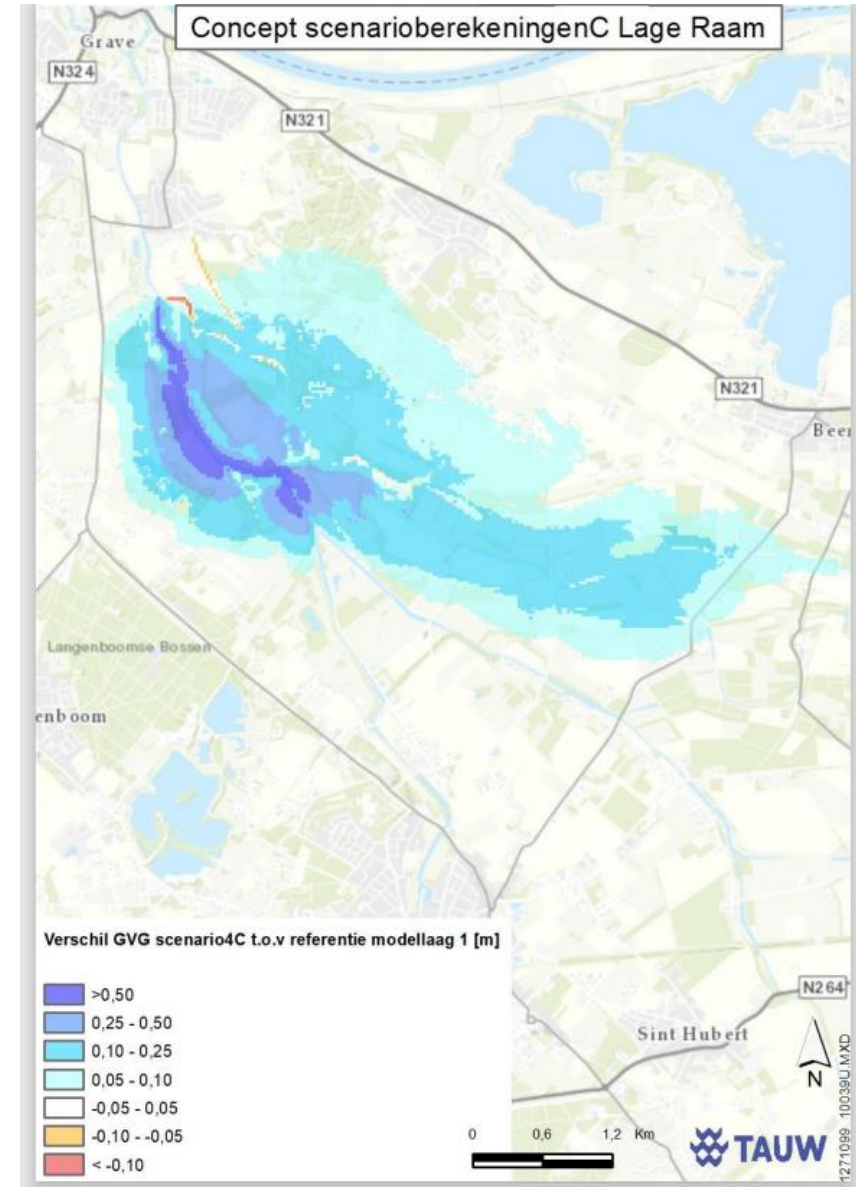 Concept scenarioberekeningenC Lage Raam
Grave
N324
N321
N321
Beer
Langenboomse Bossen
enboom
Verschil GVG scenario4C t.o.v referentie modellaag 1 [m]
>0,50
0,25 - 0,50
0,10 - 0,25
0,05 - 0,10
-0,05 - 0,05
-0,10 - -0,05
< -0,10
N264
Sint Hubert
N
0 0,6 1,2 Km
TAUW
1271099_10039U.MXD